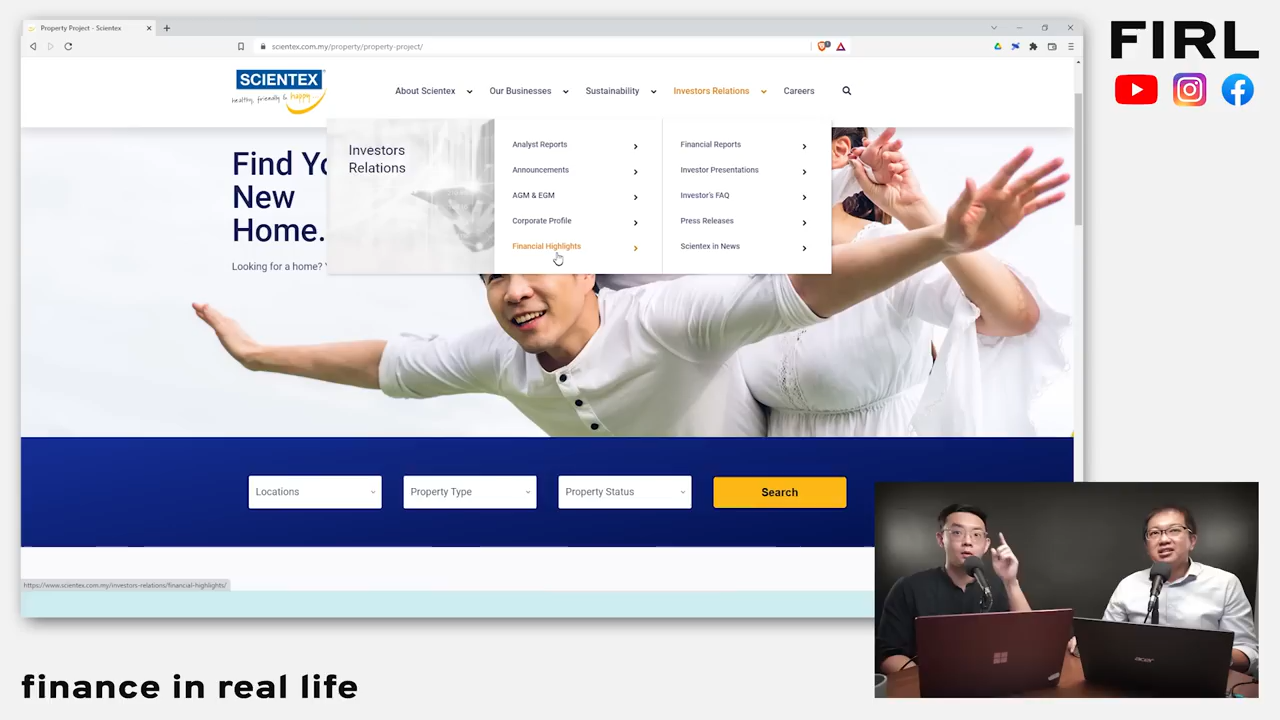 Property Project - Scientex
scientex.com.my/property/property-project/
FIRL
SCIENTEX
healthy, friendly & happy
About Scientex
Our Businesses
Sustainability
Investors Relations
Careers
Investors
Relations
Analyst Reports
Announcements
AGM & EGM
Corporate Profile
Financial Highlights
Financial Reports
Investor Presentations
Investor's FAQ
Press Releases
Scientex in News
Find Yo
New
Home.
Looking for a home?
Locations
Property Type
Property Status
Search
https://www.scientex.com.my/investors-relations/financial-highlights/
acer
finance in real life